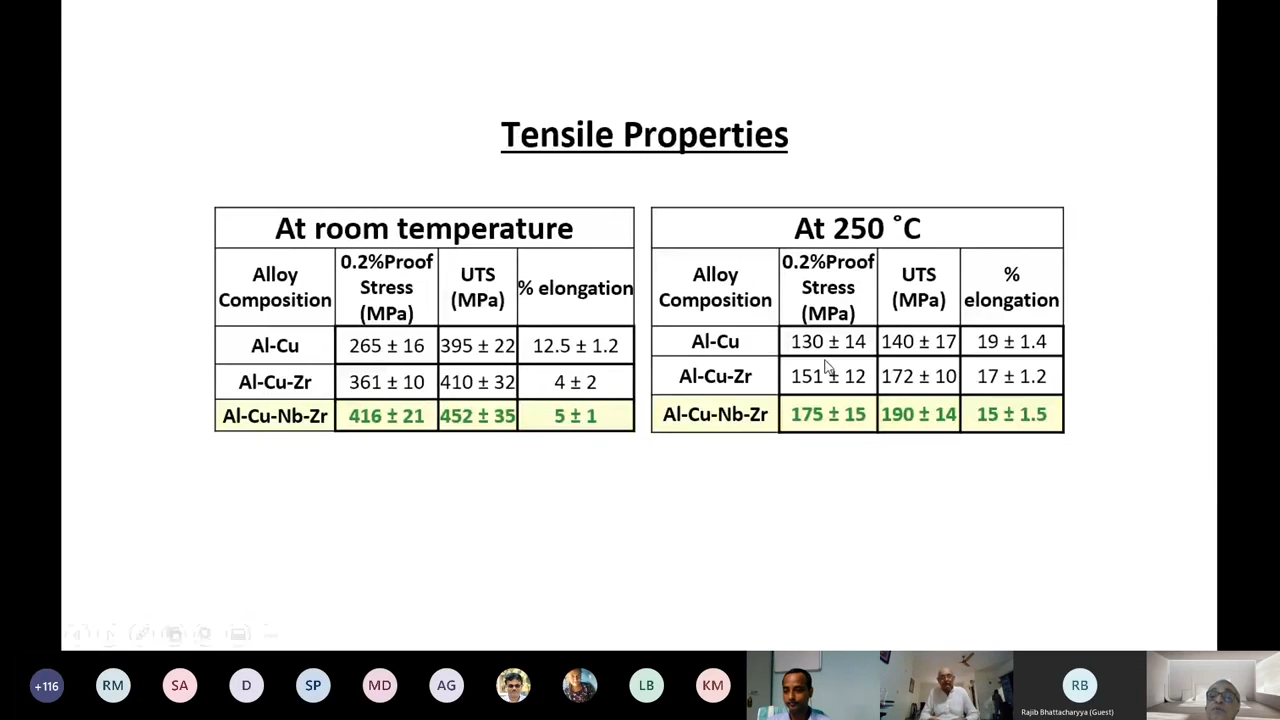 Tensile Properties
At room temperature
Alloy Composition 0.2%Proof Stress (MPa) UTS (MPa) % elongation
Al-Cu 265 ± 16 395 ± 22 12.5 ± 1.2
Al-Cu-Zr 361 ± 10 410 ± 32 4 ± 2
Al-Cu-Nb-Zr 416 ± 21 452 ± 35 5 ± 1
At 250 ˚C
Alloy Composition 0.2%Proof Stress (MPa) UTS (MPa) % elongation
Al-Cu 130 ± 14 140 ± 17 19 ± 1.4
Al-Cu-Zr 151 ± 12 172 ± 10 17 ± 1.2
Al-Cu-Nb-Zr 175 ± 15 190 ± 14 15 ± 1.5
+116 RM SA D SP MD AG LB KM RB
Rajib Bhattacharyya (Guest)